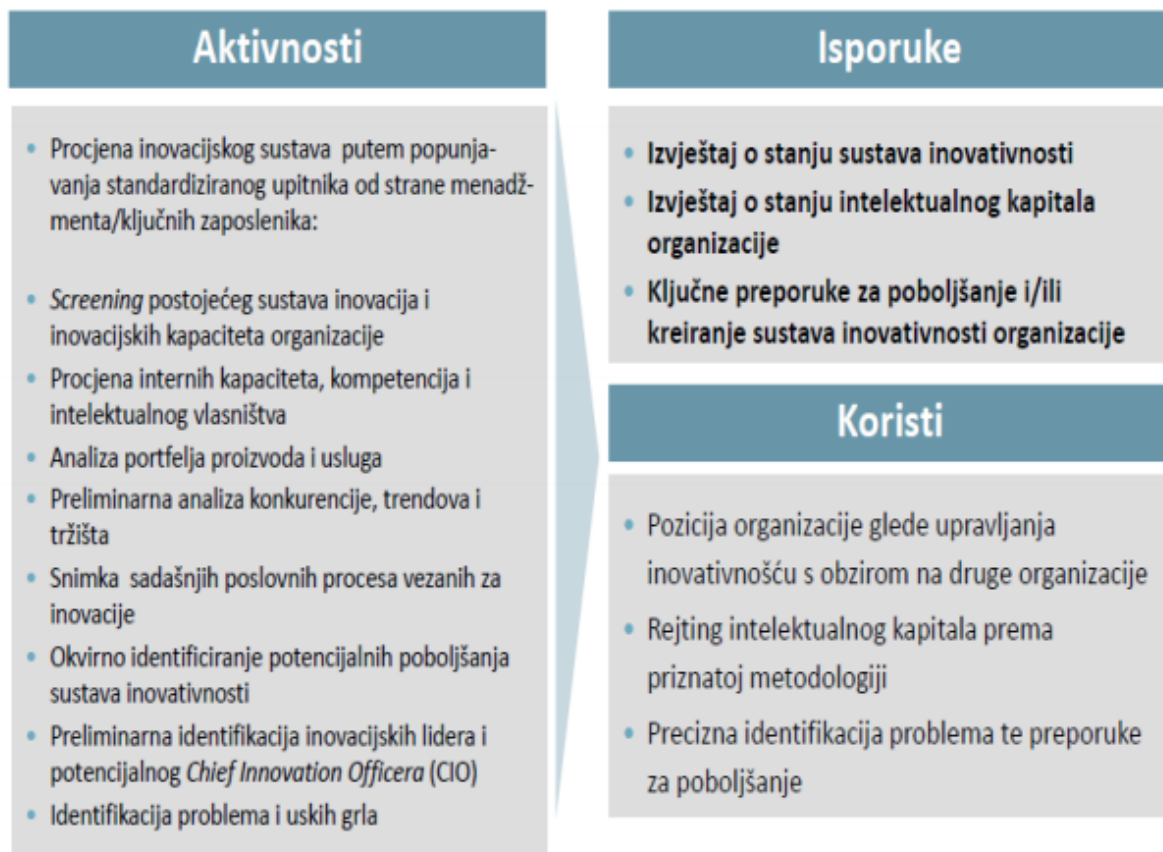 Aktivnosti
• Procjena inovacijskog sustava putem popunja-
vanja standardiziranog upitnika od strane menadž-
menta/ključnih zaposlenika:
• Screening postojećeg sustava inovacija i
inovacijskih kapaciteta organizacije
• Procjena internih kapaciteta, kompetencija i
intelektualnog vlasništva
• Analiza portfelja proizvoda i usluga
• Preliminarna analiza konkurencije, trendova i
tržišta
• Snimka sadašnjih poslovnih procesa vezanih za
inovacije
• Okvirno identificiranje potencijalnih poboljšanja
sustava inovativnosti
• Preliminarna identifikacija inovacijskih lidera i
potencijalnog Chief Innovation Officera (CIO)
• Identifikacija problema i uskih grla
Isporuke
• Izvještaj o stanju sustava inovativnosti
• Izvještaj o stanju intelektualnog kapitala
organizacije
• Ključne preporuke za poboljšanje i/ili
kreiranje sustava inovativnosti organizacije
Koristi
• Pozicija organizacije glede upravljanja
inovativnošću s obzirom na druge organizacije
• Rejting intelektualnog kapitala prema
priznatoj metodologiji
• Precizna identifikacija problema te preporuke
za poboljšanje